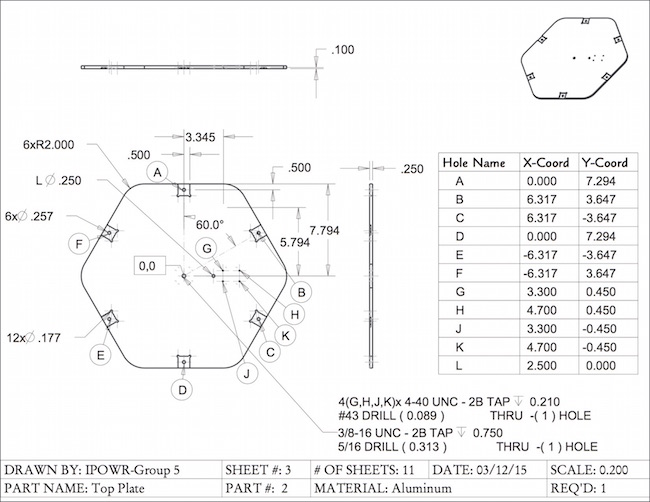 .100
6xR2.000
3.345
.500
.500
.250
L Ø .250
A
6x Ø .257
60.0°
7.794
5.794
F
G
0,0
B
H
12x Ø .177
K
E
C
J
D
Hole Name X-Coord Y-Coord
A 0.000 7.294
B 6.317 3.647
C 6.317 -3.647
D 0.000 7.294
E -6.317 -3.647
F -6.317 3.647
G 3.300 0.450
H 4.700 0.450
J 3.300 -0.450
K 4.700 -0.450
L 2.500 0.000
4(G,H,J,K)x 4-40 UNC - 2B TAP ↧ 0.210
#43 DRILL ( 0.089 ) THRU -( 1 ) HOLE
3/8-16 UNC - 2B TAP ↧ 0.750
5/16 DRILL ( 0.313 ) THRU -( 1 ) HOLE
DRAWN BY: IPOWR-Group 5 SHEET #: 3 # OF SHEETS: 11 DATE: 03/12/15 SCALE: 0.200
PART NAME: Top Plate PART #: 2 MATERIAL: Aluminum REQ'D: 1